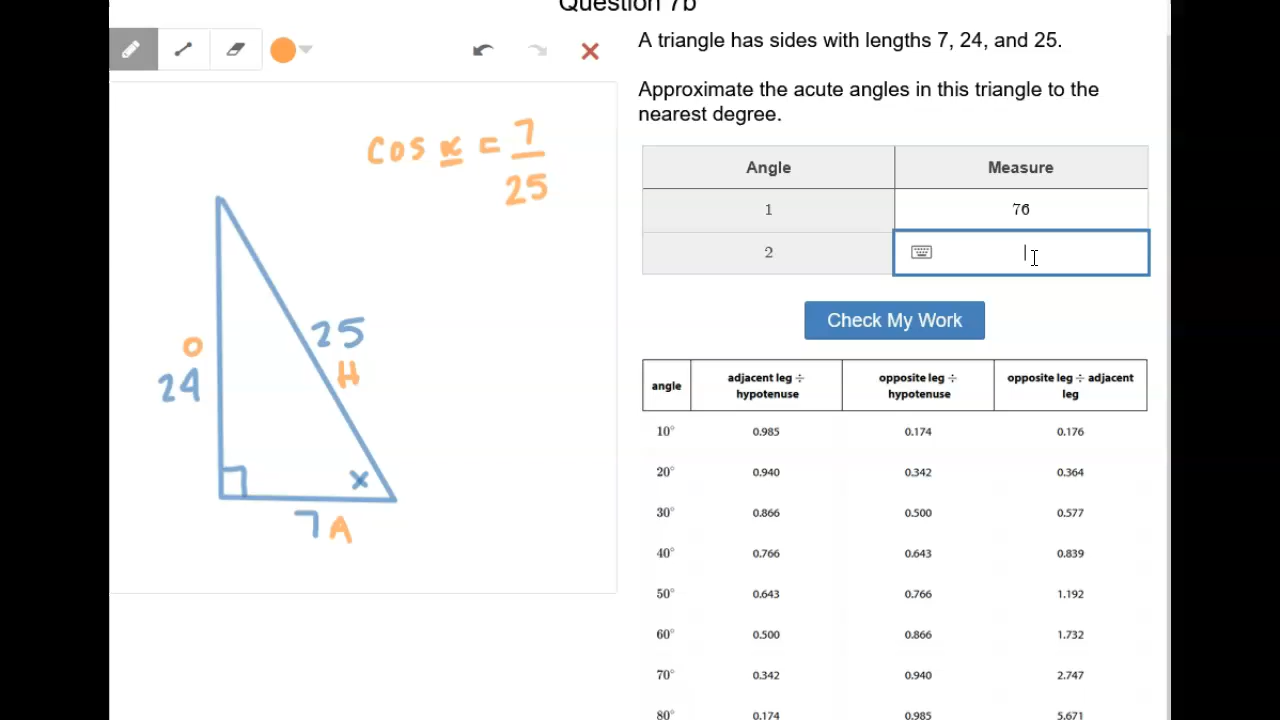 Question 7b
A triangle has sides with lengths 7, 24, and 25.
Approximate the acute angles in this triangle to the
nearest degree.
cos x = 7
25
O
24
25
H
x
7 A
Angle Measure
1 76
2
Check My Work
angle adjacent leg ÷ hypotenuse opposite leg ÷ hypotenuse opposite leg ÷ adjacent leg
10° 0.985 0.174 0.176
20° 0.940 0.342 0.364
30° 0.866 0.500 0.577
40° 0.766 0.643 0.839
50° 0.643 0.766 1.192
60° 0.500 0.866 1.732
70° 0.342 0.940 2.747
80° 0.174 0.985 5.671